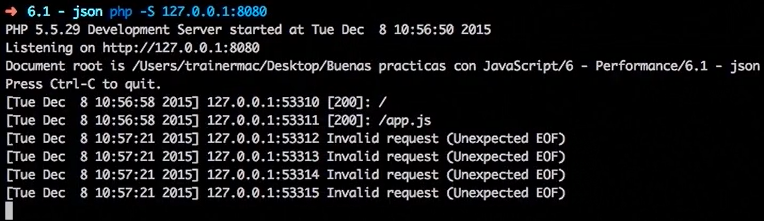 ➜ 6.1 - json php -S 127.0.0.1:8080
PHP 5.5.29 Development Server started at Tue Dec  8 10:56:50 2015
Listening on http://127.0.0.1:8080
Document root is /Users/trainermac/Desktop/Buenas practicas con JavaScript/6 - Performance/6.1 - json
Press Ctrl-C to quit.
[Tue Dec  8 10:56:58 2015] 127.0.0.1:53310 [200]: /
[Tue Dec  8 10:56:58 2015] 127.0.0.1:53311 [200]: /app.js
[Tue Dec  8 10:57:21 2015] 127.0.0.1:53312 Invalid request (Unexpected EOF)
[Tue Dec  8 10:57:21 2015] 127.0.0.1:53313 Invalid request (Unexpected EOF)
[Tue Dec  8 10:57:21 2015] 127.0.0.1:53314 Invalid request (Unexpected EOF)
[Tue Dec  8 10:57:21 2015] 127.0.0.1:53315 Invalid request (Unexpected EOF)